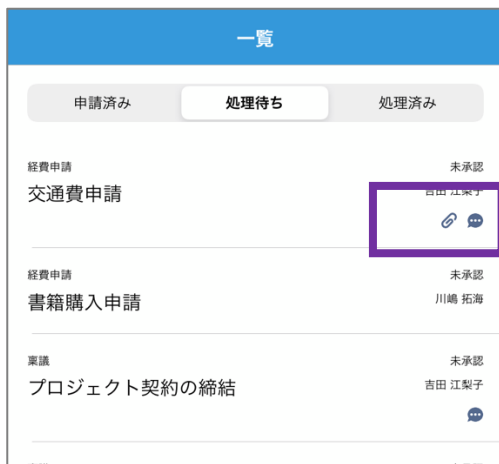 一覧
申請済み 処理待ち 処理済み
経費申請 未承認
交通費申請 吉田 江梨子
経費申請 未承認
書籍購入申請 川嶋 拓海
稟議 未承認
プロジェクト契約の締結 吉田 江梨子